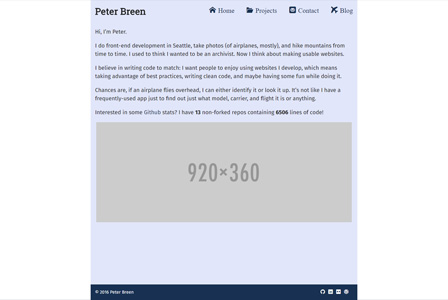 Peter Breen
Home Projects Contact Blog
Hi, I'm Peter.
I do front-end development in Seattle, take photos (of airplanes, mostly), and hike mountains from
time to time. I used to think I wanted to be an archivist. Now I think about making usable websites.
I believe in writing code to match: I want people to enjoy using websites I develop, which means
taking advantage of best practices, writing clean code, and maybe having some fun while doing it.
Chances are, if an airplane flies overhead, I can either identify it or look it up. It's not like I have a
frequently-used app just to find out just what model, carrier, and flight it is or anything.
Interested in some Github stats? I have 13 non-forked repos containing 6506 lines of code!
920×360
© 2016 Peter Breen